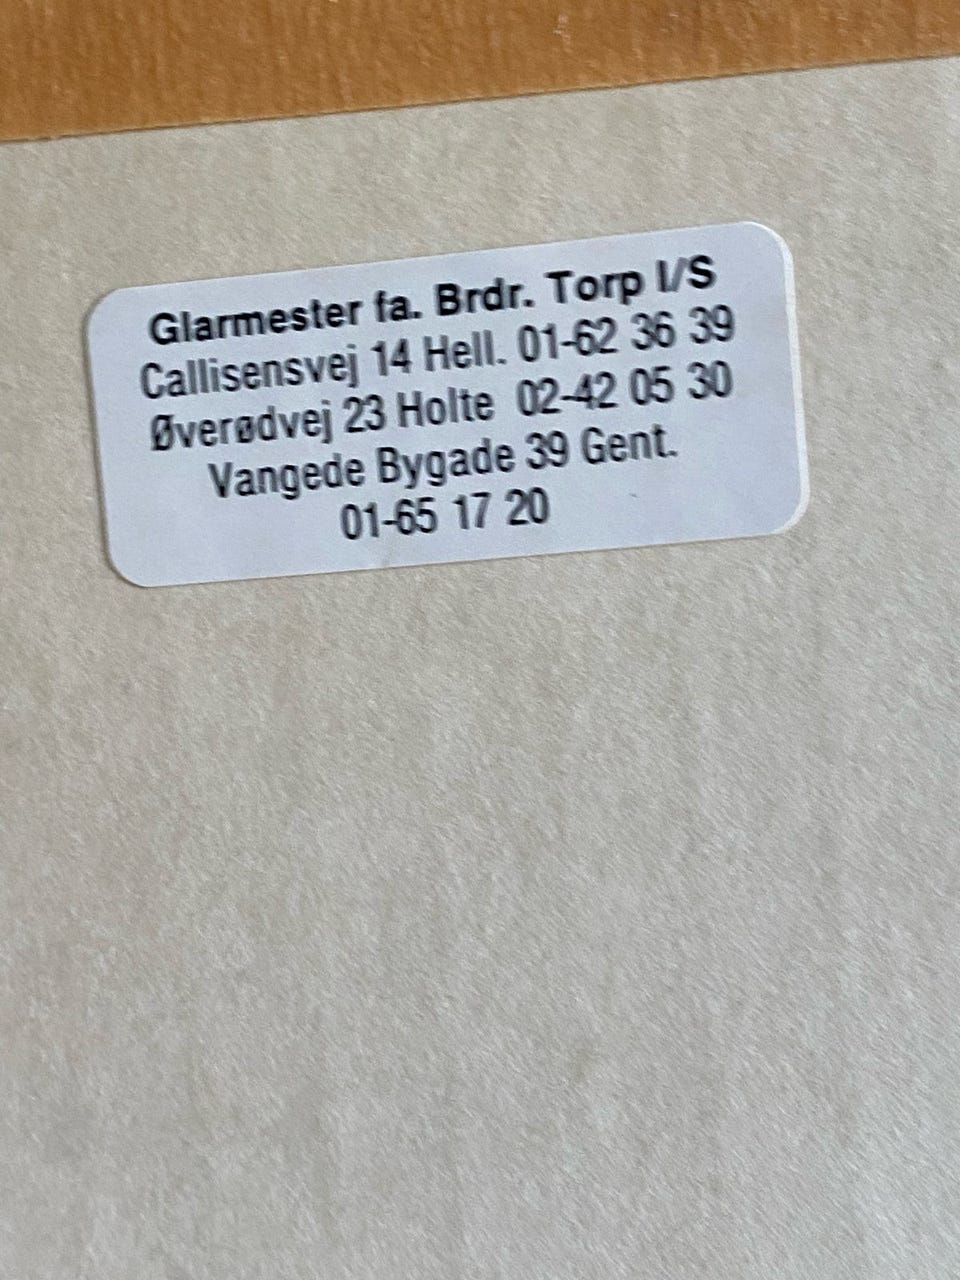 Glarmester fa. Brdr. Torp I/S
Callisensvej 14 Hell. 01-62 36 39
Øverødvej 23 Holte 02-42 05 30
Vangede Bygade 39 Gent.
01-65 17 20